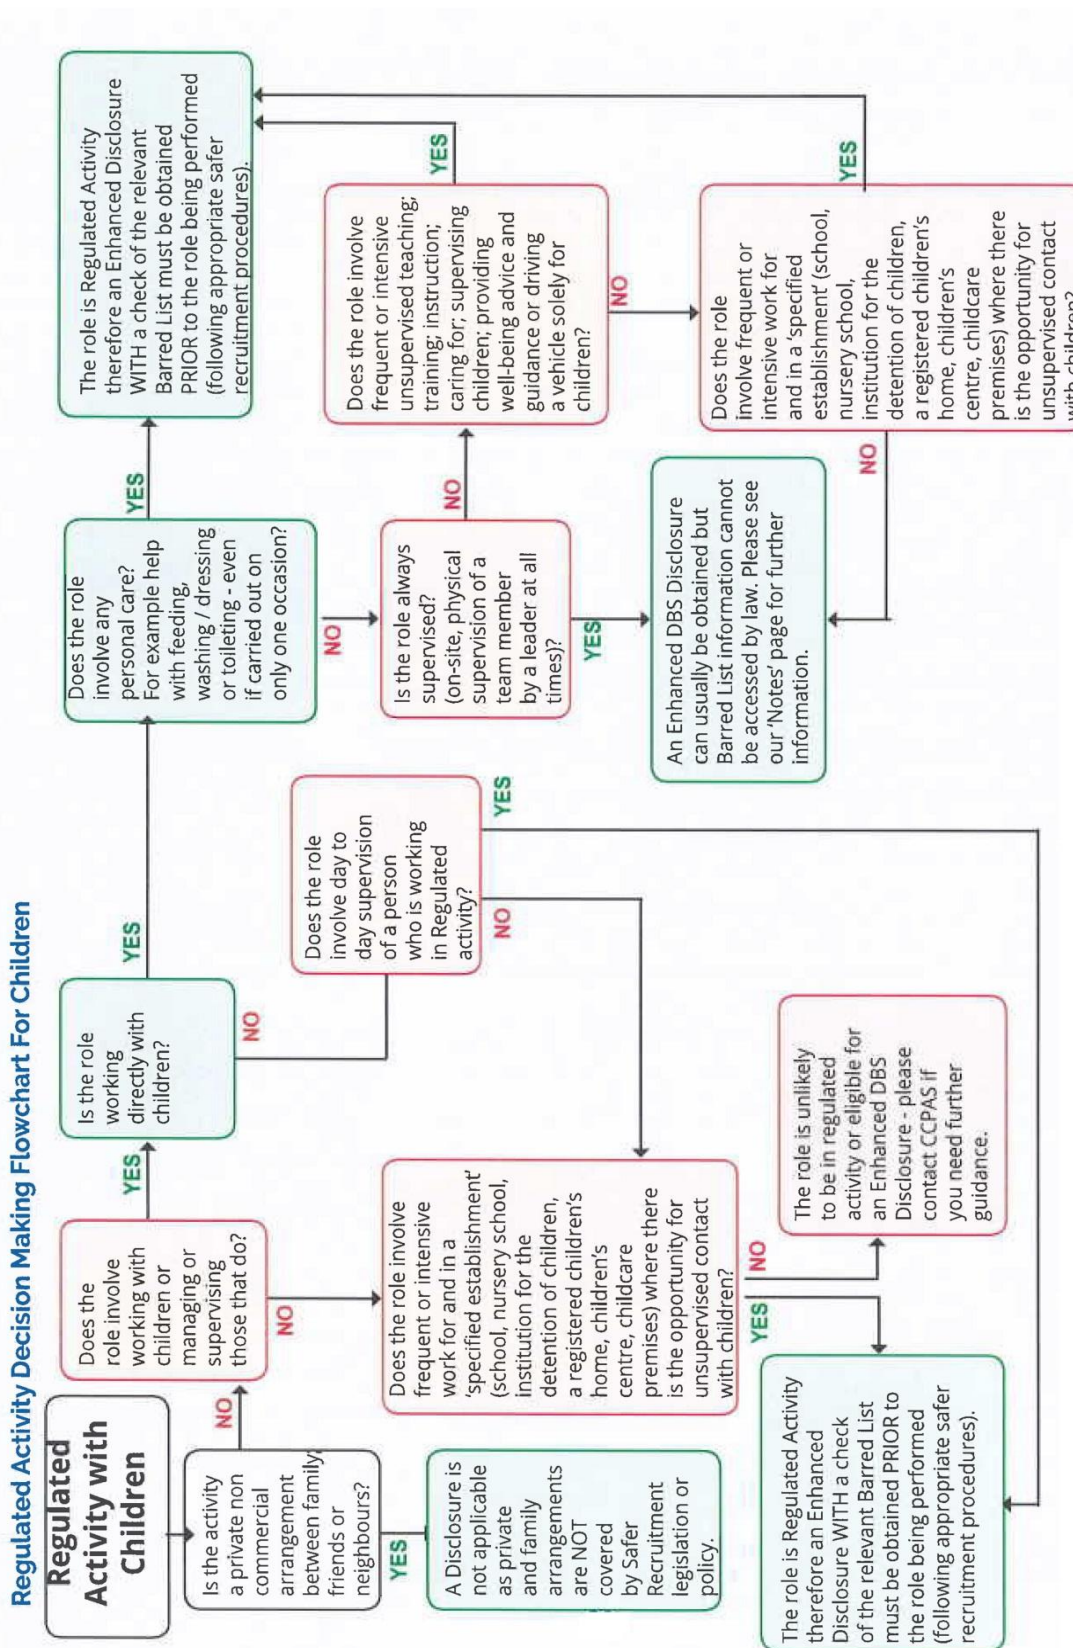 Regulated Activity Decision Making Flowchart For Children
Regulated
Activity with
Children
Is the activity
a private non
commercial
arrangement
between family;
friends or
neighbours?
NO
YES
A Disclosure is
not applicable
as private
and family
arrangements
are NOT
covered
by Safer
Recruitment
legislation or
policy.
Does the
role involve
working with
children or
managing or
supervising
those that do?
YES
NO
Is the role
working
directly with
children?
YES
NO
Does the role
involve any
personal care?
For example help
with feeding,
washing / dressing
or toileting - even
if carried out on
only one occasion?
YES
NO
The role is Regulated Activity
therefore an Enhanced Disclosure
WITH a check of the relevant
Barred List must be obtained
PRIOR to the role being performed
(following appropriate safer
recruitment procedures).
Does the role
involve day to
day supervision
of a person
who is working
in Regulated
activity?
YES
NO
Is the role always
supervised?
(on-site, physical
supervision of a
team member
by a leader at all
times)?
NO
YES
Does the role involve
frequent or intensive
unsupervised teaching;
training; instruction;
caring for; supervising
children; providing
well-being advice and
guidance or driving
a vehicle solely for
children?
YES
NO
Does the role involve
frequent or intensive
work for and in a
'specified establishment'
(school, nursery school,
institution for the
detention of children,
a registered children's
home, children's
centre, childcare
premises) where there
is the opportunity for
unsupervised contact
with children?
NO
YES
An Enhanced DBS Disclosure
can usually be obtained but
Barred List information cannot
be accessed by law. Please see
our 'Notes' page for further
information.
Does the role
involve frequent or
intensive work for
and in a 'specified
establishment' (school,
nursery school,
institution for the
detention of children,
a registered children's
home, children's
centre, childcare
premises) where there
is the opportunity for
unsupervised contact
with children?
YES
NO
The role is Regulated Activity
therefore an Enhanced
Disclosure WITH a check
of the relevant Barred List
must be obtained PRIOR to
the role being performed
(following appropriate safer
recruitment procedures).
The role is unlikely
to be in regulated
activity or eligible for
an Enhanced DBS
Disclosure - please
contact CCPAS if
you need further
guidance.